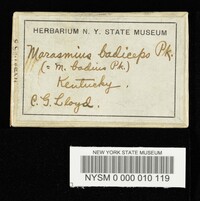 HERBARIUM N. Y. STATE MUSEUM
Marasmius badiceps Pk.
(= M. badius Pk.)
Kentucky.
C. G. Lloyd.
NEW YORK STATE MUSEUM
NYSM 0 000 010 119